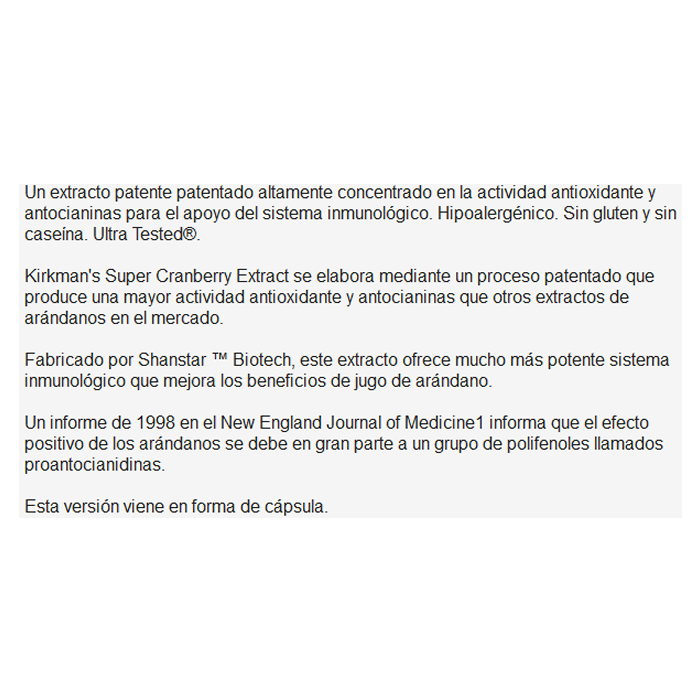 Un extracto patente patentado altamente concentrado en la actividad antioxidante y
antocianinas para el apoyo del sistema inmunológico. Hipoalergénico. Sin gluten y sin
caseína. Ultra Tested®.
Kirkman's Super Cranberry Extract se elabora mediante un proceso patentado que
produce una mayor actividad antioxidante y antocianinas que otros extractos de
arándanos en el mercado.
Fabricado por Shanstar ™ Biotech, este extracto ofrece mucho más potente sistema
inmunológico que mejora los beneficios de jugo de arándano.
Un informe de 1998 en el New England Journal of Medicine1 informa que el efecto
positivo de los arándanos se debe en gran parte a un grupo de polifenoles llamados
proantocianidinas.
Esta versión viene en forma de cápsula.